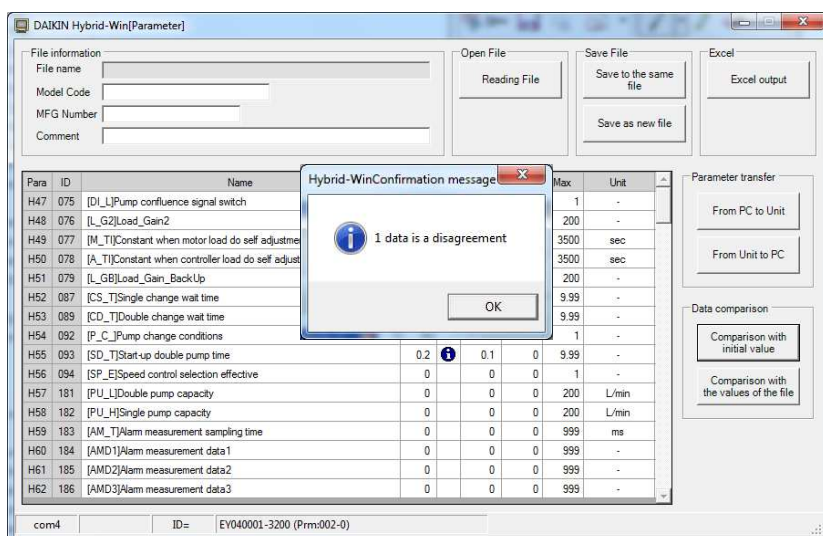 DAIKIN Hybrid-Win[Parameter]
File information
File name
Model Code
MFG Number
Comment
Open File
Reading File
Save File
Save to the same
file
Save as new file
Excel
Excel output
Para ID Name Max Unit
H47 075 [DI_L]Pump confluence signal switch 1 -
H48 076 [L_G2]Load_Gain2 200 -
H49 077 [M_TI]Constant when motor load do self adjustme 3500 sec
H50 078 [A_TI]Constant when controller load do self adjust 3500 sec
H51 079 [L_GB]Load_Gain_BackUp 200 -
H52 087 [CS_T]Single change wait time 9.99 -
H53 089 [CD_T]Double change wait time 9.99 -
H54 092 [P_C_]Pump change conditions 1 -
H55 093 [SD_T]Start-up double pump time 0.2 0.1 0 9.99 -
H56 094 [SP_E]Speed control selection effective 0 0 0 1 -
H57 181 [PU_L]Double pump capacity 0 0 0 200 L/min
H58 182 [PU_H]Single pump capacity 0 0 0 200 L/min
H59 183 [AM_T]Alarm measurement sampling time 0 0 0 999 ms
H60 184 [AMD1]Alarm measurement data1 0 0 0 999 -
H61 185 [AMD2]Alarm measurement data2 0 0 0 999 -
H62 186 [AMD3]Alarm measurement data3 0 0 0 999 -
Hybrid-WinConfirmation message
1 data is a disagreement
OK
Parameter transfer
From PC to Unit
From Unit to PC
Data comparison
Comparison with
initial value
Comparison with
the values of the file
com4 ID= EY040001-3200 (Prm:002-0)